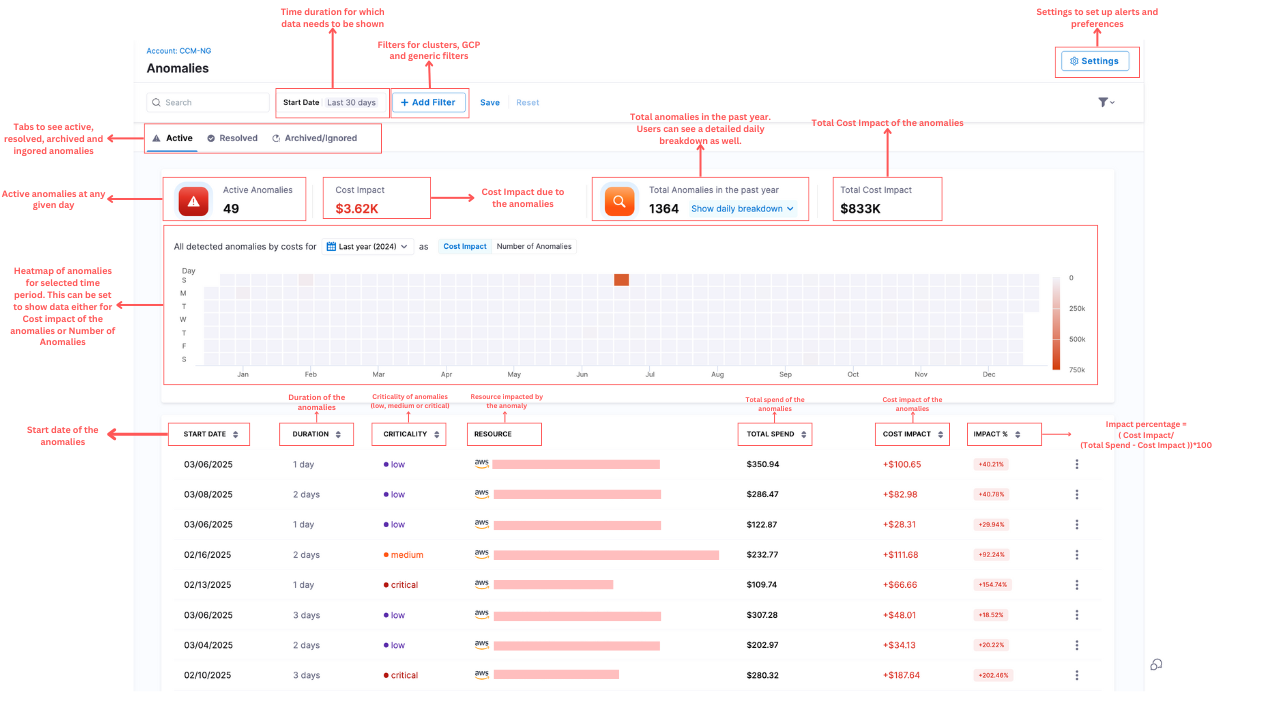 Time duration for which
data needs to be shown
Settings to set up alerts and
preferences
Filters for clusters, GCP
and generic filters
Account: CCM-NG
Anomalies
Settings
Search
Start Date Last 30 days
+ Add Filter
Save
Reset
Tabs to see active,
resolved, archived and
ingored anomalies
Active
Resolved
Archived/Ignored
Total anomalies in the past year.
Users can see a detailed daily
breakdown as well.
Total Cost Impact of the anomalies
Active anomalies at any
given day
Active Anomalies
49
Cost Impact
$3.62K
Cost Impact due to
the anomalies
Total Anomalies in the past year
1364 Show daily breakdown
Total Cost Impact
$833K
All detected anomalies by costs for Last year (2024) as Cost Impact Number of Anomalies
Heatmap of anomalies
for selected time
period. This can be set
to show data either for
Cost impact of the
anomalies or Number of
Anomalies
Day
S
M
T
W
T
F
S
Jan Feb Mar Apr May Jun Jul Aug Sep Oct Nov Dec
0
250k
500k
750k
Start date of the
anomalies
Duration of the
anomalies
Criticality of anomalies
(low, medium or critical)
Resource impacted by
the anomaly
Total spend of the
anomalies
Cost impact of the
anomalies
Impact percentage =
( Cost Impact/
(Total Spend - Cost Impact ))*100
START DATE DURATION CRITICALITY RESOURCE TOTAL SPEND COST IMPACT IMPACT %
03/06/2025 1 day low aws $350.94 +$100.65 +40.21%
03/08/2025 2 days low aws $286.47 +$82.98 +40.78%
03/06/2025 1 day low aws $122.87 +$28.31 +29.94%
02/16/2025 2 days medium aws $232.77 +$111.68 +92.24%
02/13/2025 1 day critical aws $109.74 +$66.66 +154.74%
03/06/2025 3 days low aws $307.28 +$48.01 +18.52%
03/04/2025 2 days low aws $202.97 +$34.13 +20.22%
02/10/2025 3 days critical aws $280.32 +$187.64 +202.46%